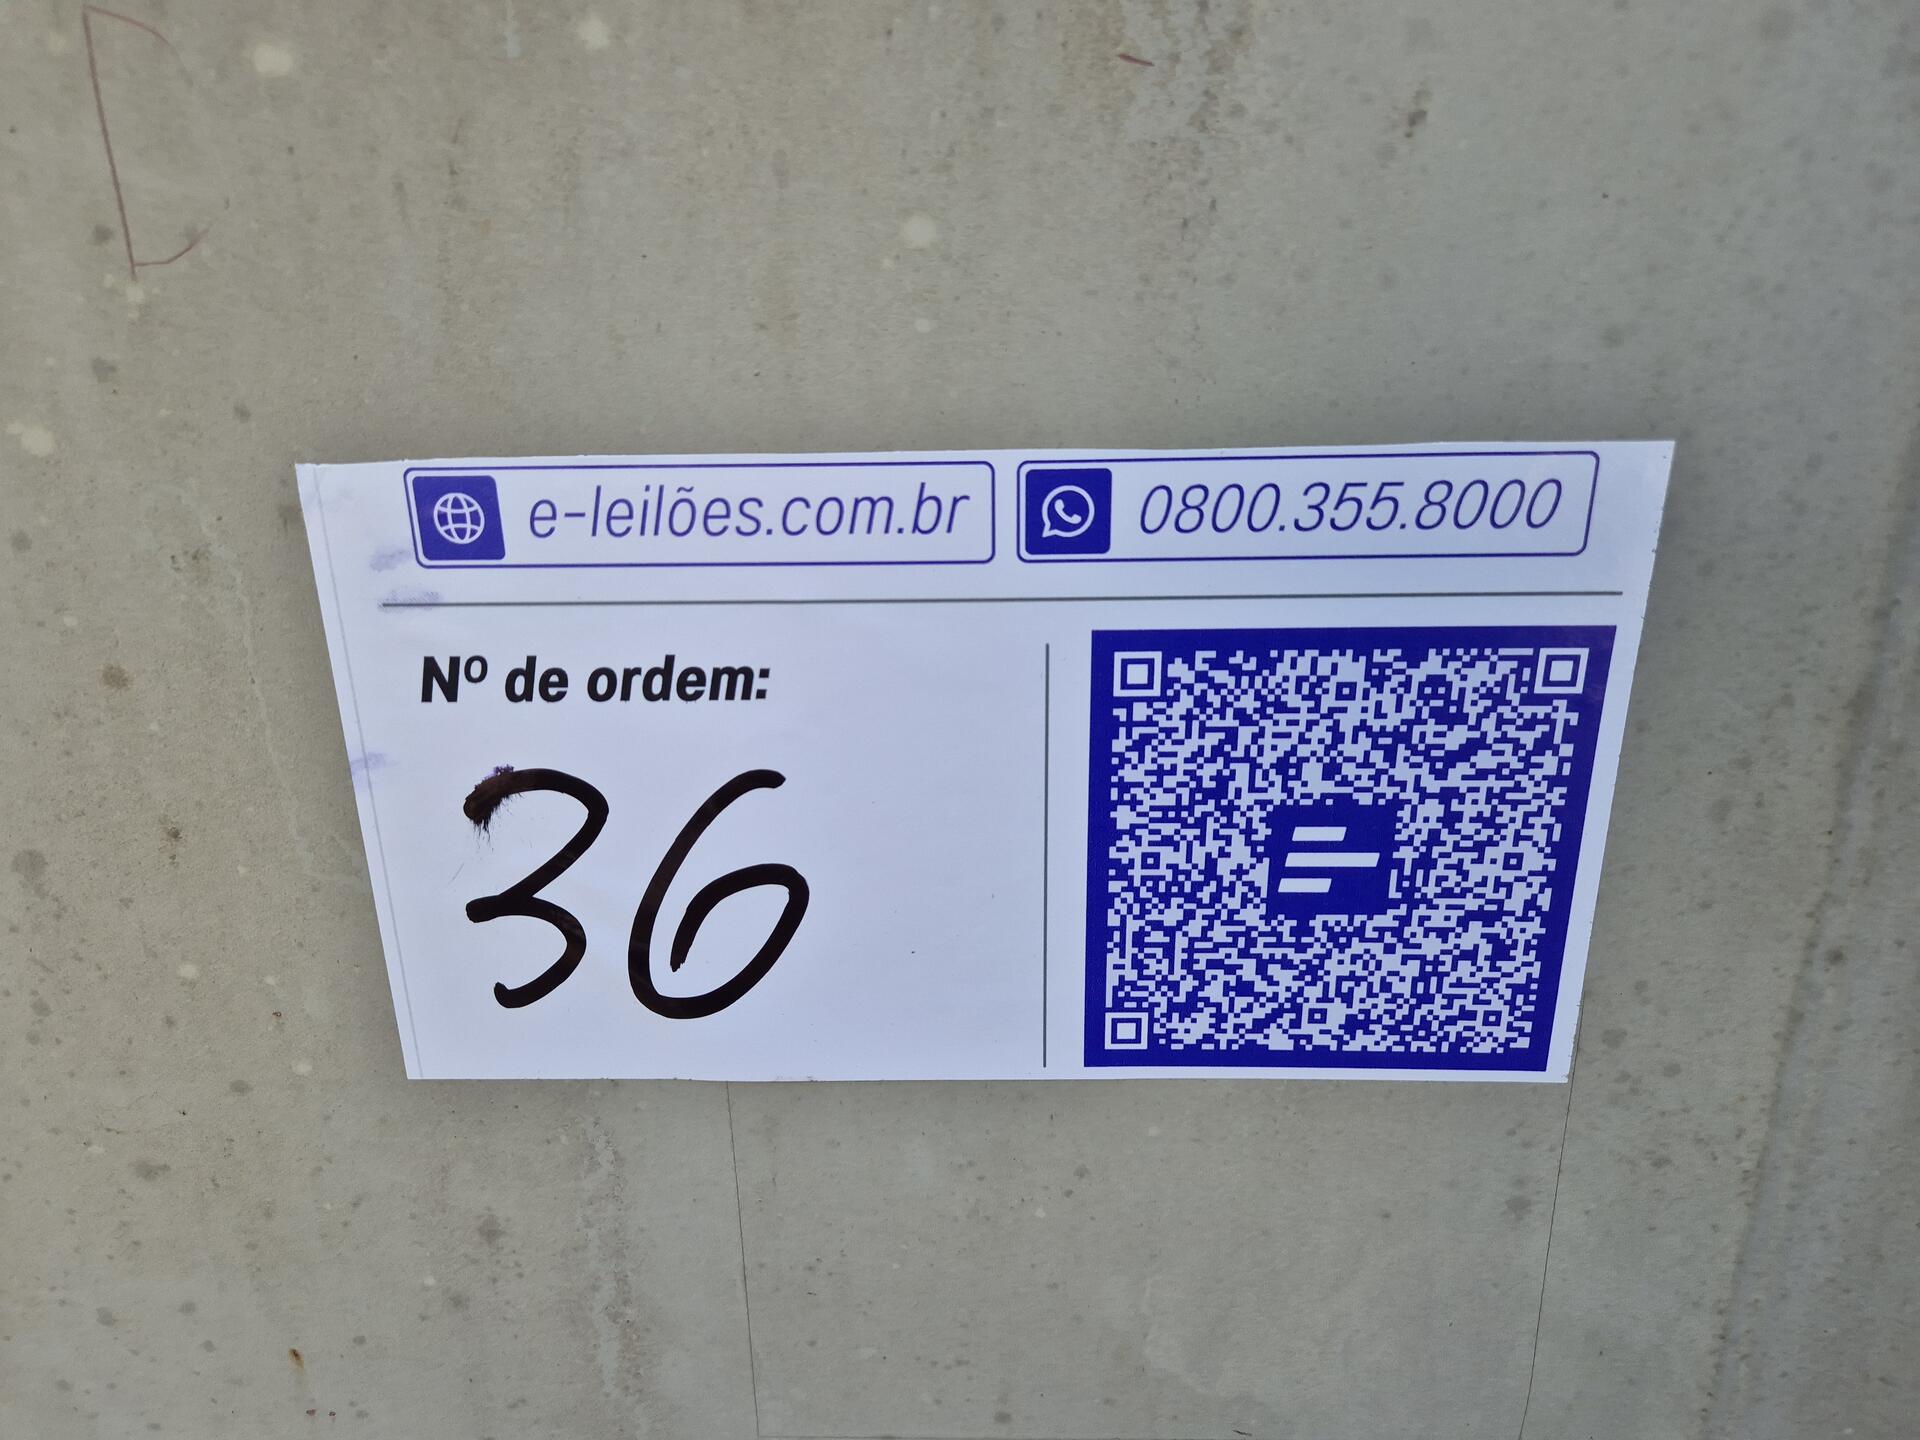 e-leilões.com.br
0800.355.8000
Nº de ordem:
36